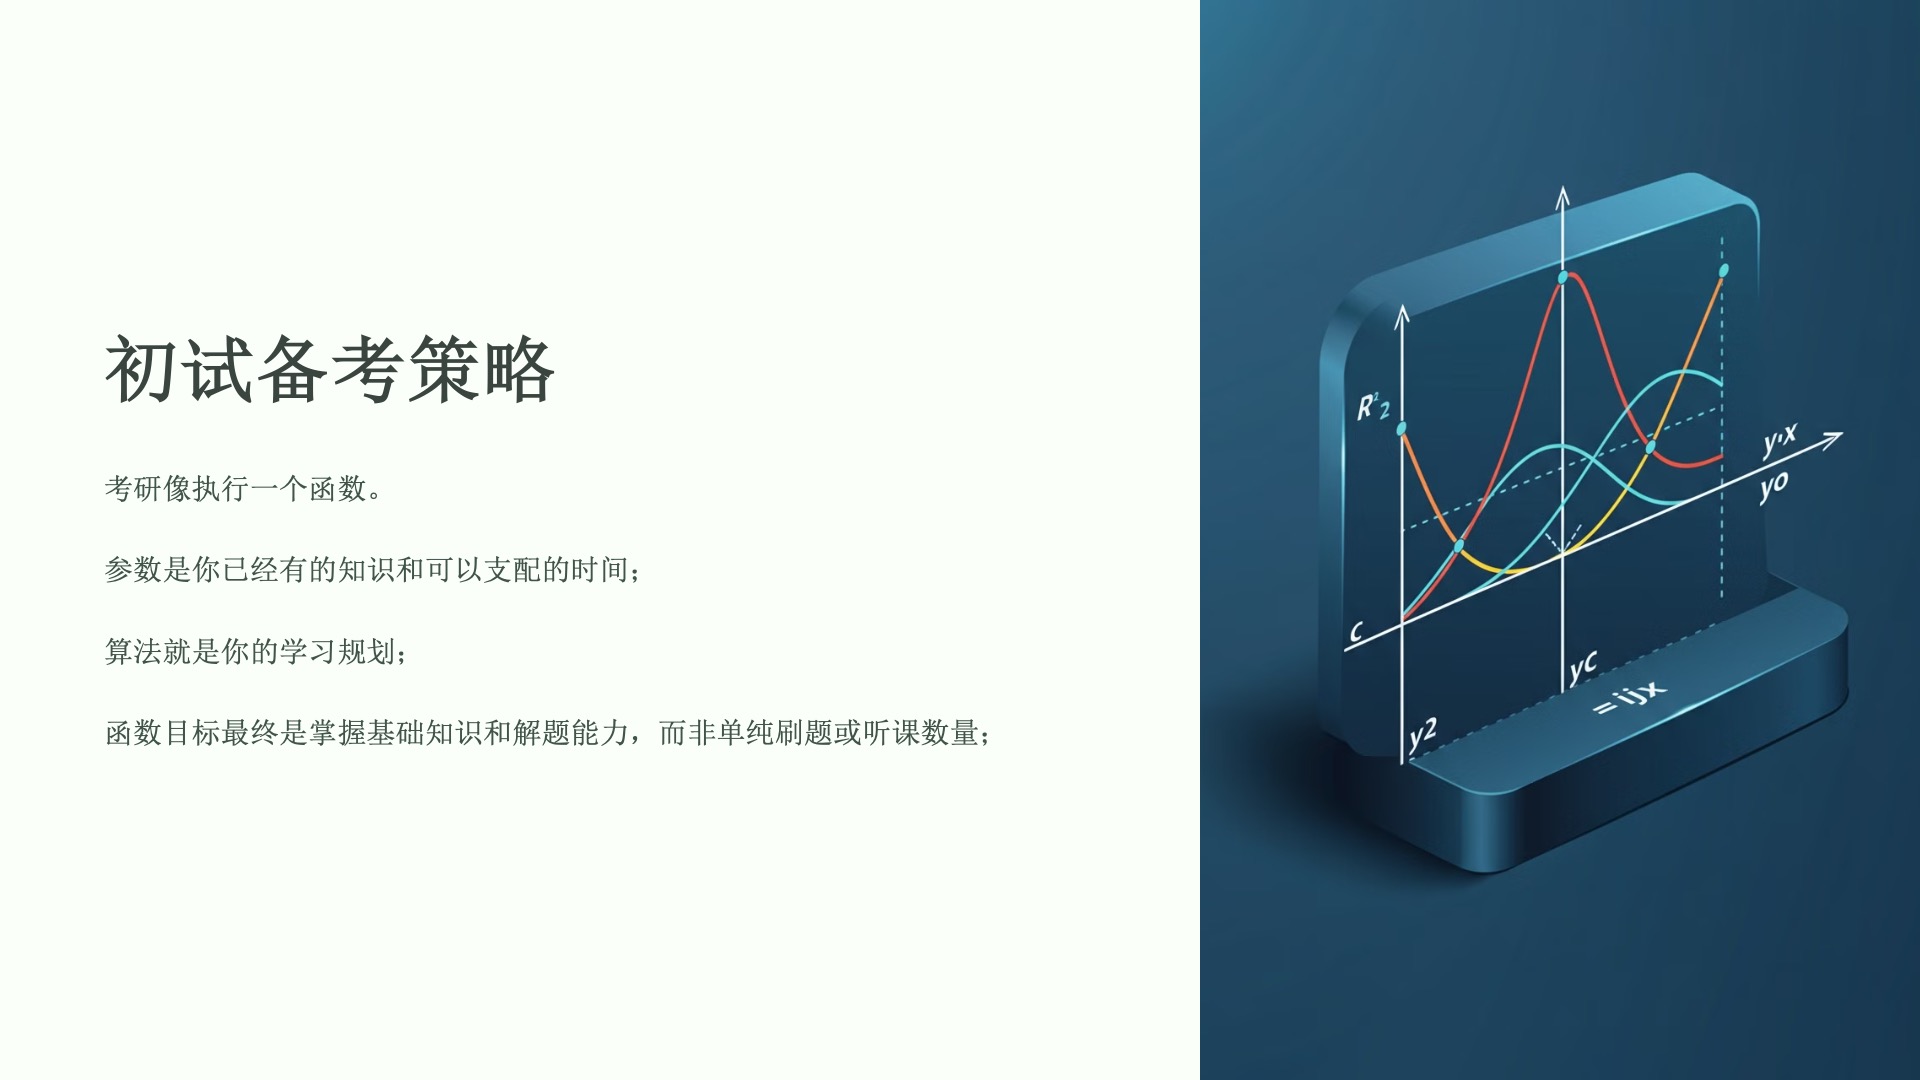 初试备考策略
考研像执行一个函数。
参数是你已经有的知识和可以支配的时间；
算法就是你的学习规划；
函数目标最终是掌握基础知识和解题能力，而非单纯刷题或听课数量；
R²2
y·x
yo
C
yc
= ijx
y2